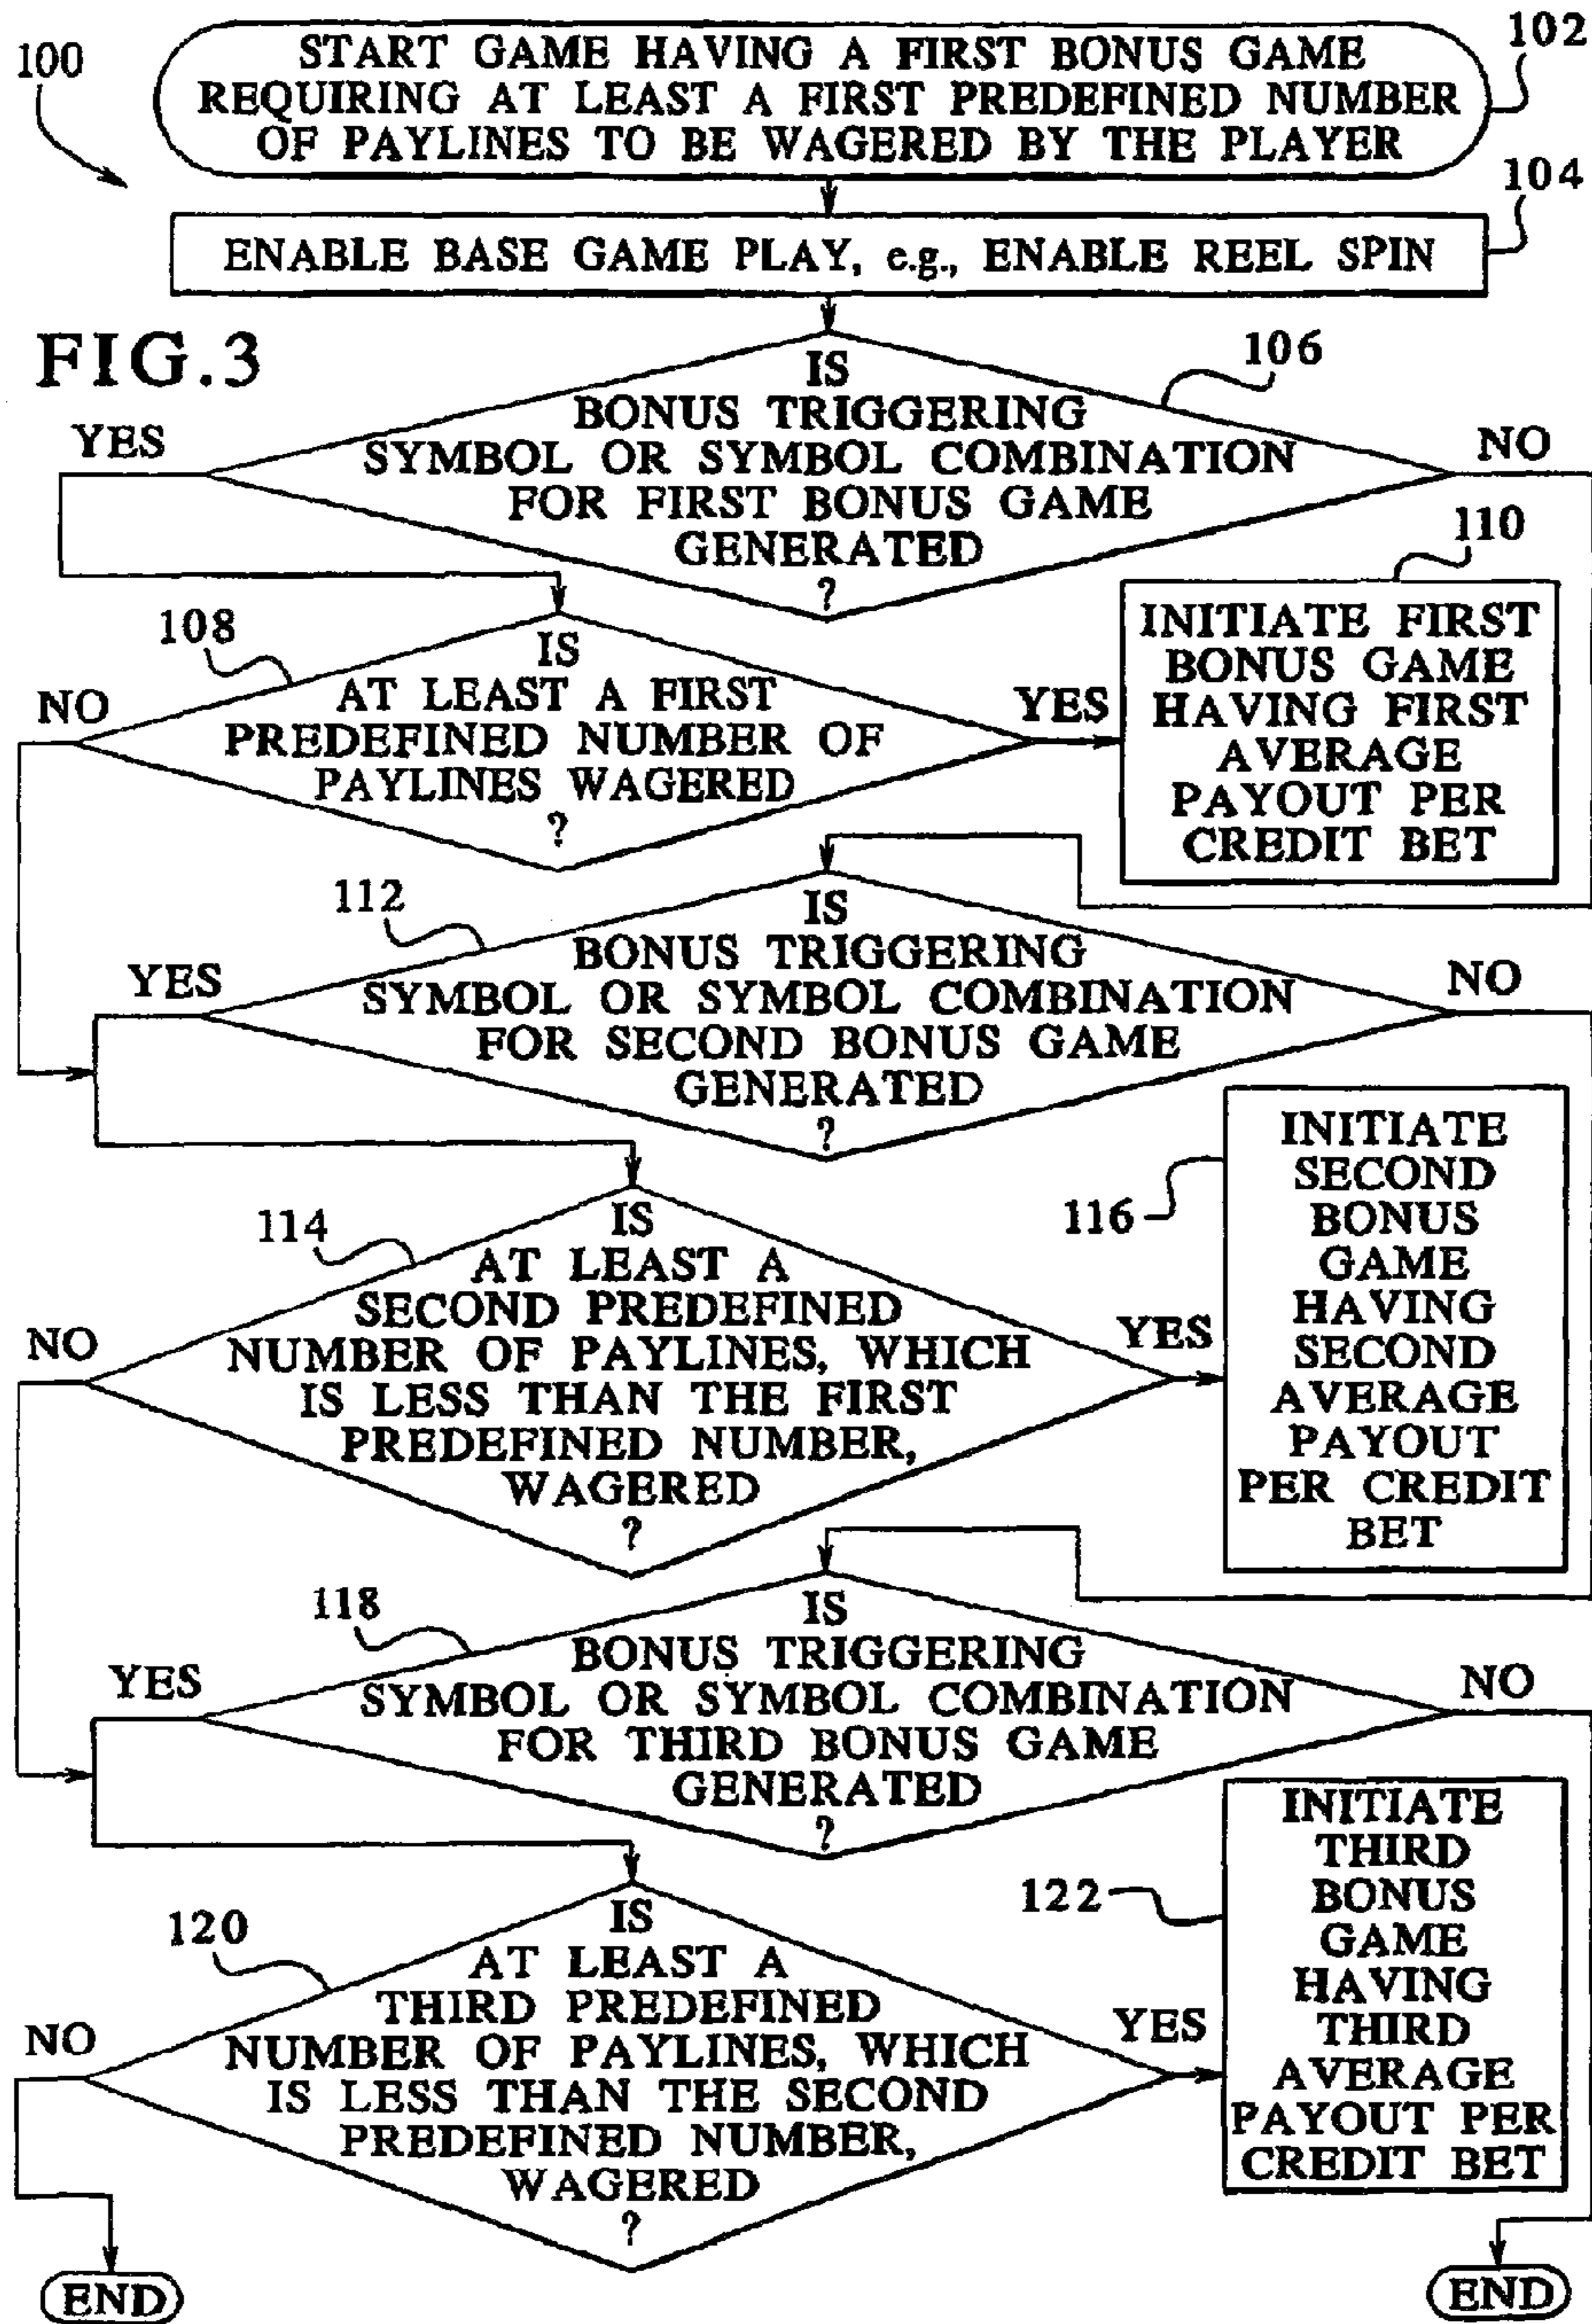 100
START GAME HAVING A FIRST BONUS GAME
REQUIRING AT LEAST A FIRST PREDEFINED NUMBER
OF PAYLINES TO BE WAGERED BY THE PLAYER
102
104
ENABLE BASE GAME PLAY, e.g., ENABLE REEL SPIN
FIG.3
106
IS
BONUS TRIGGERING
SYMBOL OR SYMBOL COMBINATION
FOR FIRST BONUS GAME
GENERATED
?
YES
NO
108
IS
AT LEAST A FIRST
PREDEFINED NUMBER OF
PAYLINES WAGERED
?
NO
YES
110
INITIATE FIRST
BONUS GAME
HAVING FIRST
AVERAGE
PAYOUT PER
CREDIT BET
112
IS
BONUS TRIGGERING
SYMBOL OR SYMBOL COMBINATION
FOR SECOND BONUS GAME
GENERATED
?
YES
NO
114
IS
AT LEAST A
SECOND PREDEFINED
NUMBER OF PAYLINES, WHICH
IS LESS THAN THE FIRST
PREDEFINED NUMBER,
WAGERED
?
NO
YES
116
INITIATE
SECOND
BONUS
GAME
HAVING
SECOND
AVERAGE
PAYOUT
PER CREDIT
BET
118
IS
BONUS TRIGGERING
SYMBOL OR SYMBOL COMBINATION
FOR THIRD BONUS GAME
GENERATED
?
YES
NO
120
IS
AT LEAST A
THIRD PREDEFINED
NUMBER OF PAYLINES, WHICH
IS LESS THAN THE SECOND
PREDEFINED NUMBER,
WAGERED
?
NO
YES
122
INITIATE
THIRD
BONUS
GAME
HAVING
THIRD
AVERAGE
PAYOUT PER
CREDIT BET
END
END